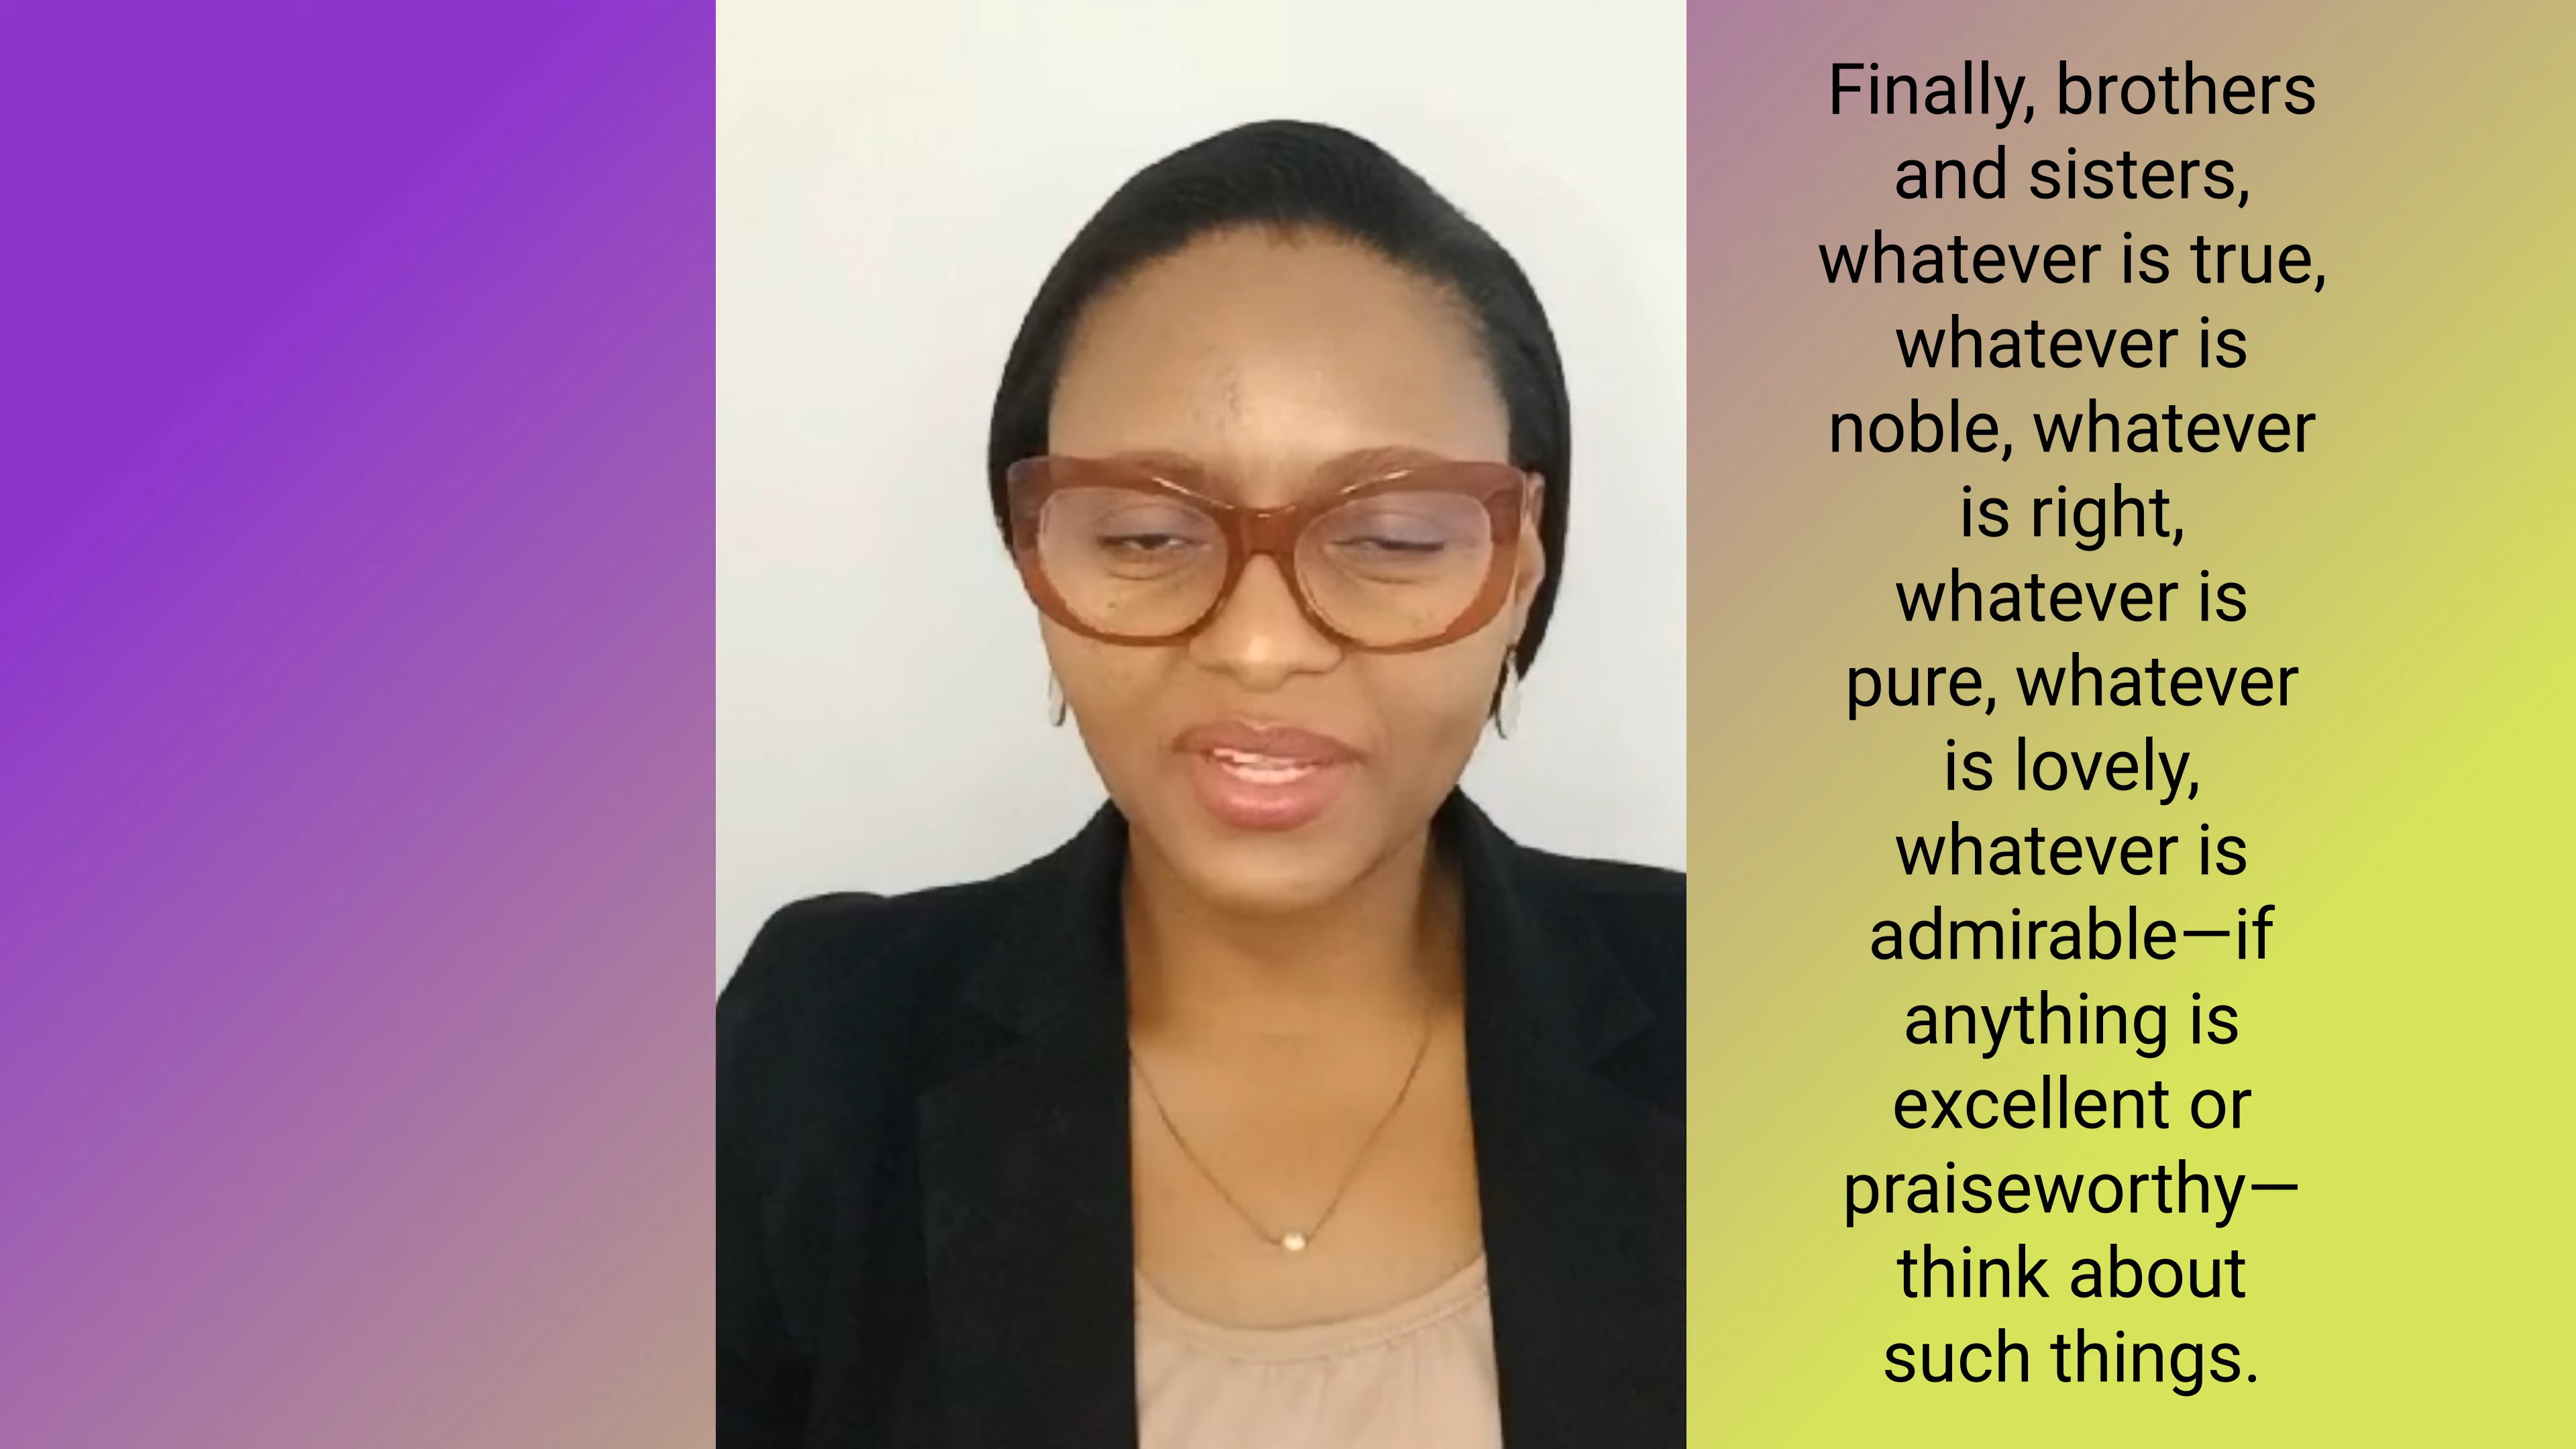 Finally, brothers
and sisters,
whatever is true,
whatever is
noble, whatever
is right,
whatever is
pure, whatever
is lovely,
whatever is
admirable—if
anything is
excellent or
praiseworthy—
think about
such things.